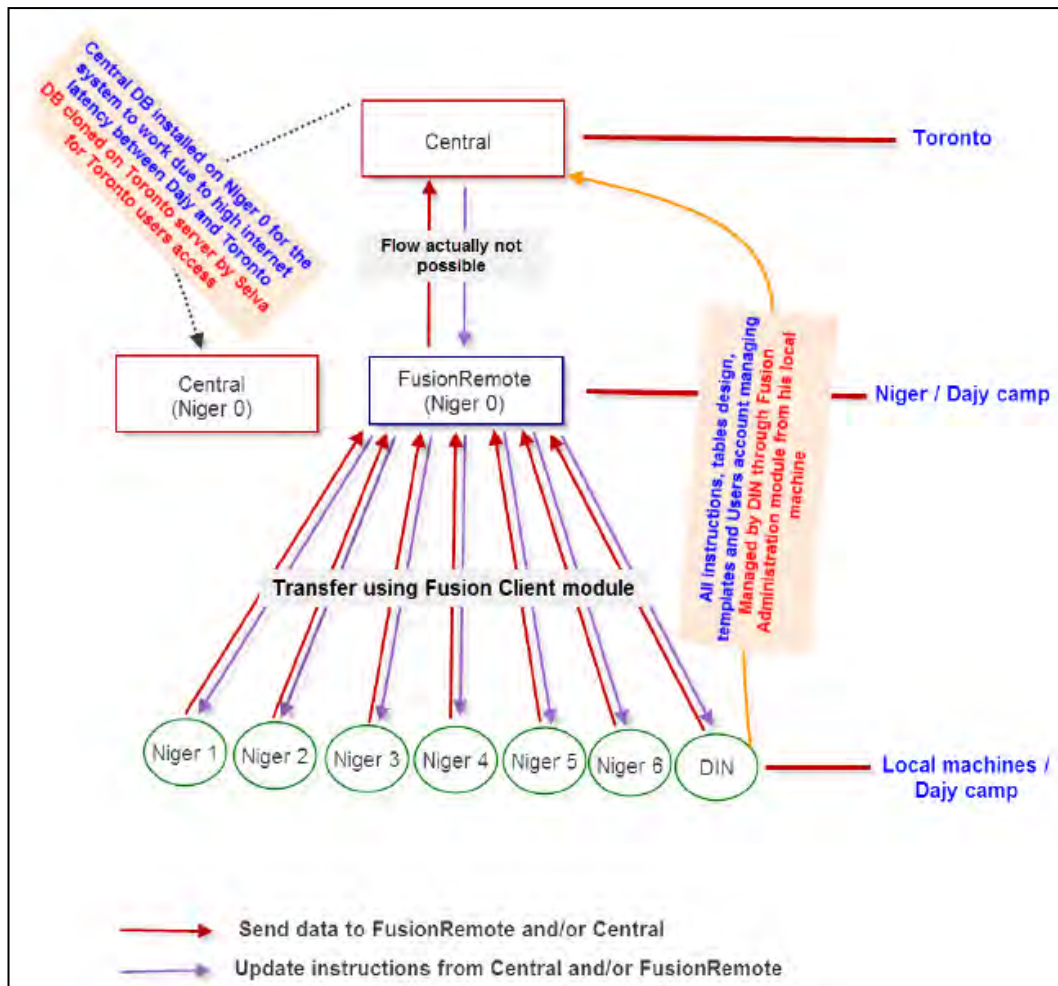 Central DB installed on Niger 0 for the
system to work due to high internet
latency between Dajy and Toronto
DB cloned on Toronto server by Selva
for Toronto users access
Central
Toronto
Flow actually not
possible
Central
(Niger 0)
FusionRemote
(Niger 0)
Niger / Dajy camp
All instructions, tables design,
templates and Users account managing
Managed by DIN through Fusion
Administration module from his local
machine
Transfer using Fusion Client module
Niger 1
Niger 2
Niger 3
Niger 4
Niger 5
Niger 6
DIN
Local machines /
Dajy camp
Send data to FusionRemote and/or Central
Update instructions from Central and/or FusionRemote